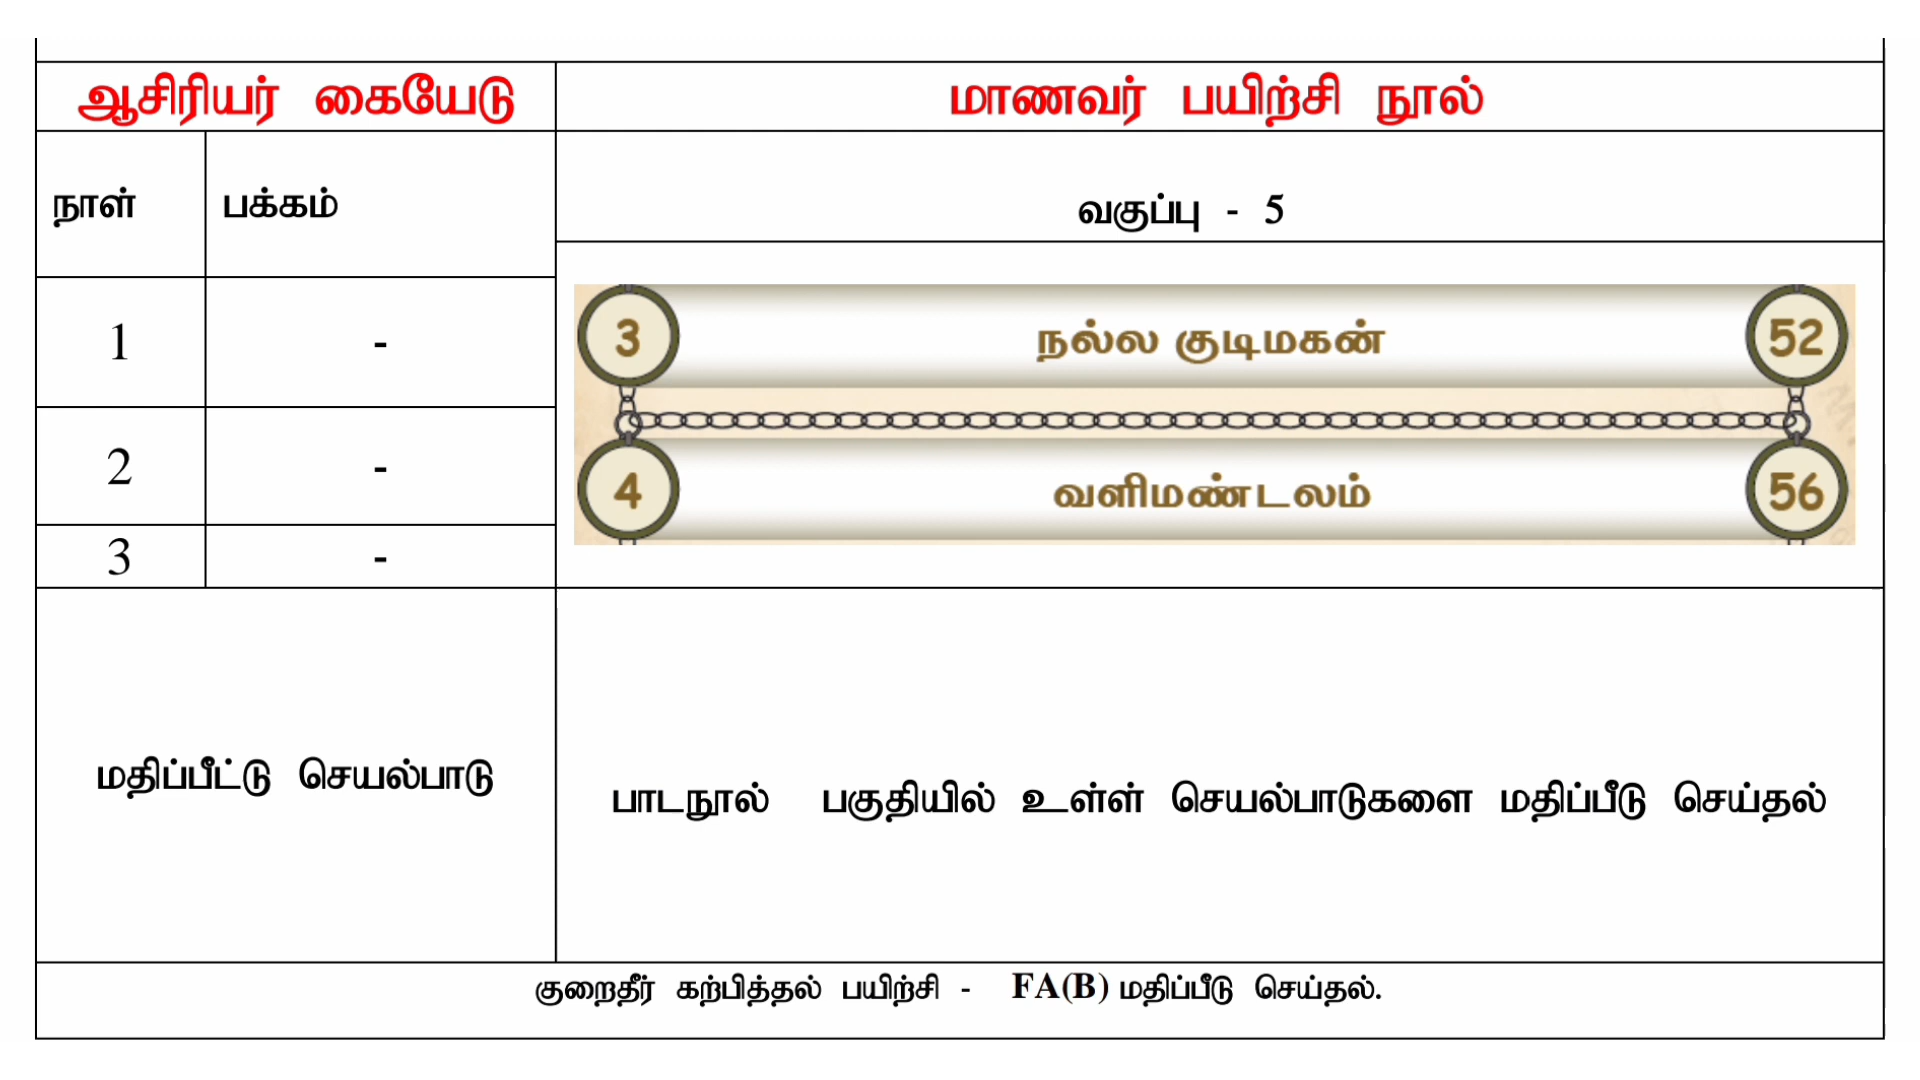 ஆசிரியர் கையேடு
மாணவர் பயிற்சி நூல்
நாள்
பக்கம்
வகுப்பு - 5
1
-
2
-
3
-
3 நல்ல குடிமகன் 52
4 வளிமண்டலம் 56
மதிப்பீட்டு செயல்பாடு
பாடநூல் பகுதியில் உள்ள் செயல்பாடுகளை மதிப்பீடு செய்தல்
குறைதீர் கற்பித்தல் பயிற்சி - FA(B) மதிப்பீடு செய்தல்.